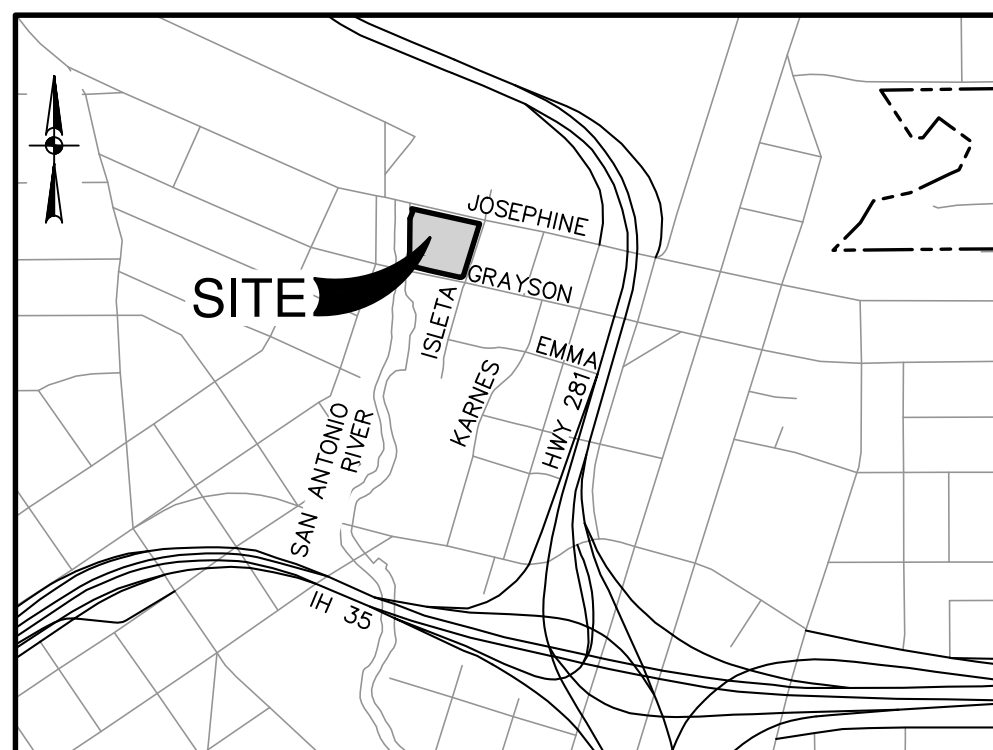 JOSEPHINE
GRAYSON
SITE
ISLETA
EMMA
KARNES
HWY 281
SAN ANTONIO
RIVER
IH 35